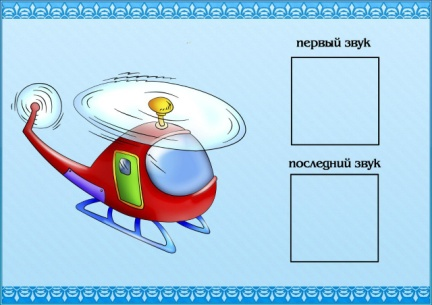 первый звук
последний звук